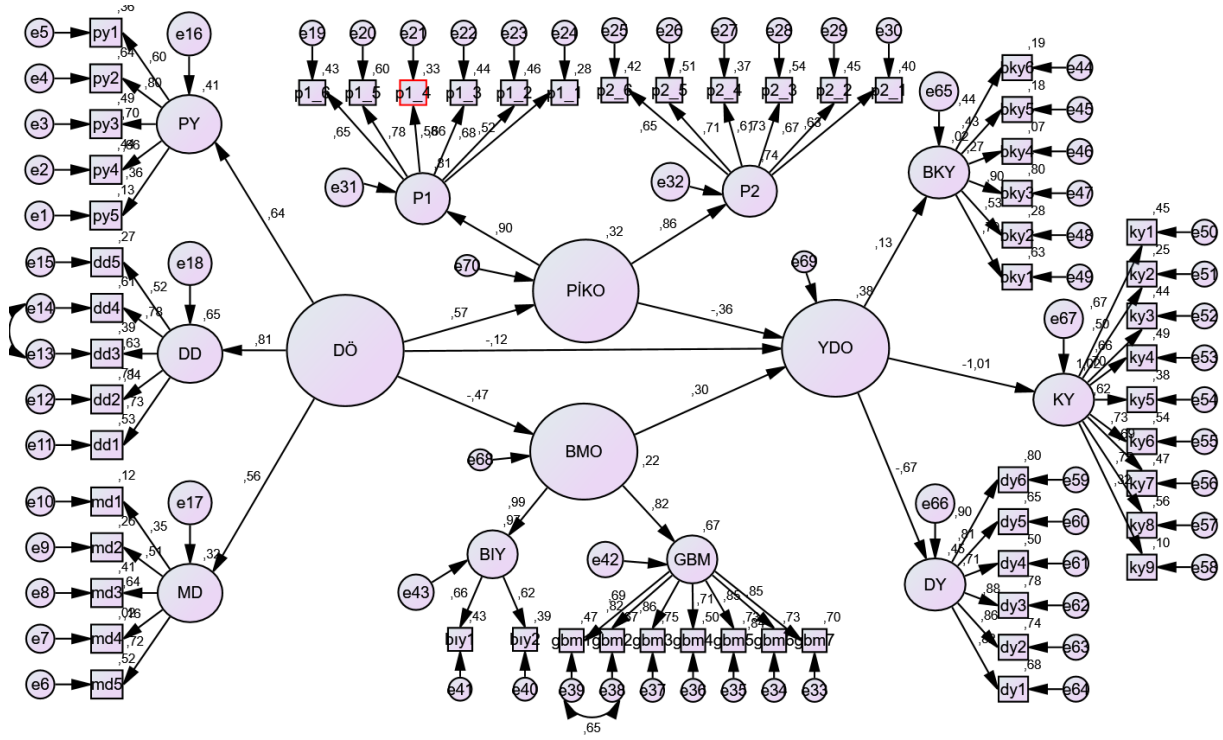 e5 py1 ,36
e4 py2 ,64
e3 py3 ,49
e2 py4
e1 py5 ,13
,60
,80
,70
,36
e16
,41
PY
,64
e15 dd5 ,27
e14 dd4 ,61
e13 dd3 ,39
e12 dd2
e11 dd1 ,53
,52
,78
,63
,73
e18
,65
DD
,81
e10 md1 ,12
e9 md2 ,26
e8 md3 ,41
e7 md4
e6 md5 ,52
,35
,51
,64
,72
e17
,32
MD
,56
DÖ
e19 e20 e21 e22 e23 e24
,43 ,60 ,33 ,44 ,46 ,28
p1_6 p1_5 p1_4 p1_3 p1_2 p1_1
,65 ,78 ,68 ,52
e31
,81
P1
,90
e25 e26 e27 e28 e29 e30
,42 ,51 ,37 ,54 ,45 ,40
p2_6 p2_5 p2_4 p2_3 p2_2 p2_1
,65 ,71 ,61 ,73 ,67 ,63
e32
,74
P2
,86
e70
,32
PİKO
,57
-,36
-,12
-,47
,30
e69
,38
YDO
e68
,22
BMO
,99
,82
,97
BIY
e43
,66 ,62
,43 ,39
bıy1 bıy2
e41 e40
,67
GBM
e42
,69 ,82 ,86 ,71 ,85 ,85
,47 ,75 ,50 ,73 ,70
gbm1 gbm2 gbm3 gbm4 gbm5 gbm6 gbm7
e39 e38 e37 e36 e35 e34 e33
,65
,13
e65
,02
BKY
,44
,43
,27
,90
,53
pky6 ,19 e44
pky5 ,18 e45
pky4 ,07 e46
pky3 ,80 e47
pky2 ,28 e48
pky1 ,63 e49
-1,01
e67
1,02
KY
,67
,50
,66
,70
,62
,73
,32
ky1 ,45 e50
ky2 ,25 e51
ky3 ,44 e52
ky4 ,49 e53
ky5 ,38 e54
ky6 ,54 e55
ky7 ,47 e56
ky8 ,56 e57
ky9 ,10 e58
-,67
e66
,45
DY
,90
,81
,71
,88
,86
dy6 ,80 e59
dy5 ,65 e60
dy4 ,50 e61
dy3 ,78 e62
dy2 ,74 e63
dy1 ,68 e64